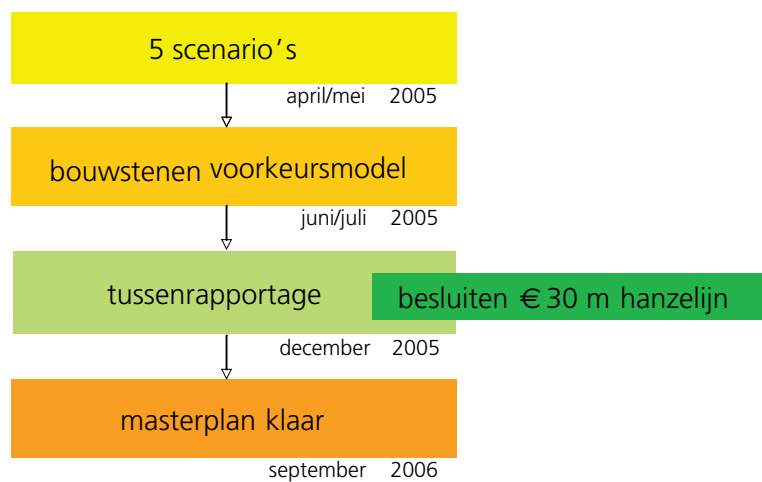 5 scenario's
april/mei 2005
bouwstenen voorkeursmodel
juni/juli 2005
tussenrapportage
besluiten € 30 m hanzelijn
december 2005
masterplan klaar
september 2006